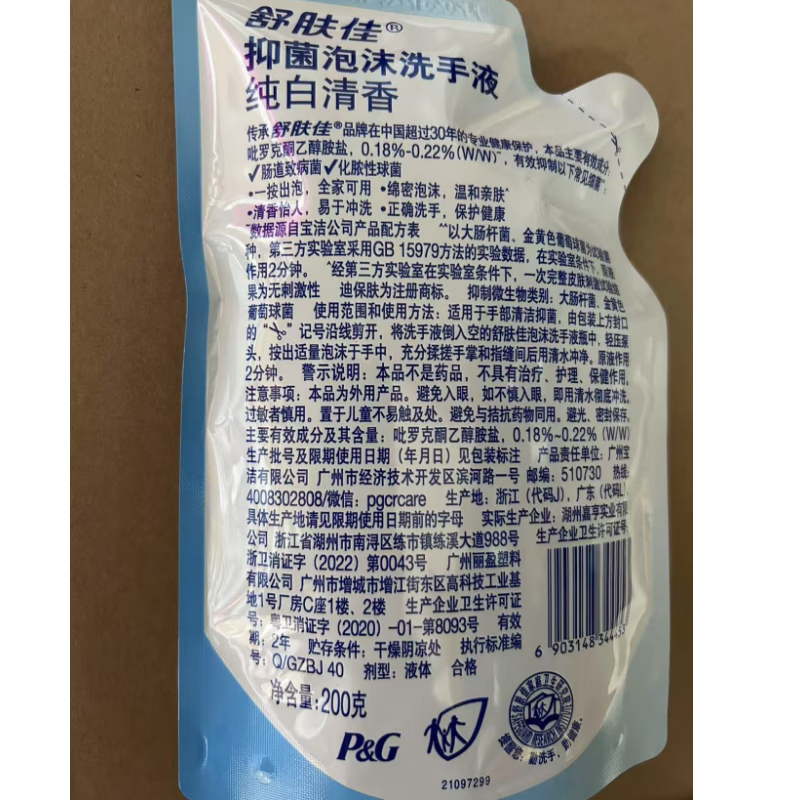 舒肤佳®
抑菌泡沫洗手液
纯白清香
传承舒肤佳®品牌在中国超过30年的专业健康保护，本品主要有效成分：
吡罗克酮乙醇胺盐，0.18%-0.22%(W/W)~，有效抑制以下常见细菌~：
✓肠道致病菌✓化脓性球菌
•一按出泡，全家可用 •绵密泡沫，温和亲肤^
•清香怡人，易于冲洗 •正确洗手，保护健康
~数据源自宝洁公司产品配方表 ~~以大肠杆菌、金黄色葡萄球菌为试验菌
种，第三方实验室采用GB 15979方法的实验数据，在实验室条件下，原液
作用2分钟。 ^经第三方实验室在实验室条件下，一次完整皮肤刺激试验结
果为无刺激性 迪保肤为注册商标。 抑制微生物类别：大肠杆菌、金黄色
葡萄球菌 使用范围和使用方法：适用于手部清洁抑菌，由包装上方封口
的“✂”记号沿线剪开，将洗手液倒入空的舒肤佳泡沫洗手液瓶中，轻压泵
头，按出适量泡沫于手中，充分揉搓手掌和指缝间后用清水冲净。原液作用
2分钟。 警示说明：本品不是药品，不具有治疗、护理、保健作用。
注意事项：本品为外用产品。避免入眼，如不慎入眼，即用清水彻底冲洗。
过敏者慎用。置于儿童不易触及处。避免与拮抗药物同用。避光、密封保存。
主要有效成分及其含量：吡罗克酮乙醇胺盐，0.18%~0.22% (W/W)
生产批号及限期使用日期（年月日）见包装标注 产品责任单位：广州宝
洁有限公司 广州市经济技术开发区滨河路一号 邮编：510730 热线：
4008302808/微信：pgcrcare 生产地：浙江（代码J），广东（代码L），
具体生产地请见限期使用日期前的字母 实际生产企业：湖州嘉亨实业有限
公司 浙江省湖州市南浔区练市镇练溪大道988号 生产企业卫生许可证号：
浙卫消证字（2022）第0043号 广州丽盈塑料
有限公司 广州市增城市增江街东区高科技工业基
地1号厂房C座1楼、2楼 生产企业卫生许可证
号：粤卫消证字（2020）-01-第8093号 有效
期：2年 贮存条件：干燥阴凉处 执行标准编
号：Q/GZBJ 40 剂型：液体 合格
6 903148 34445
净含量：200克
P&G
提醒您：勤洗手，助健康。
21097299